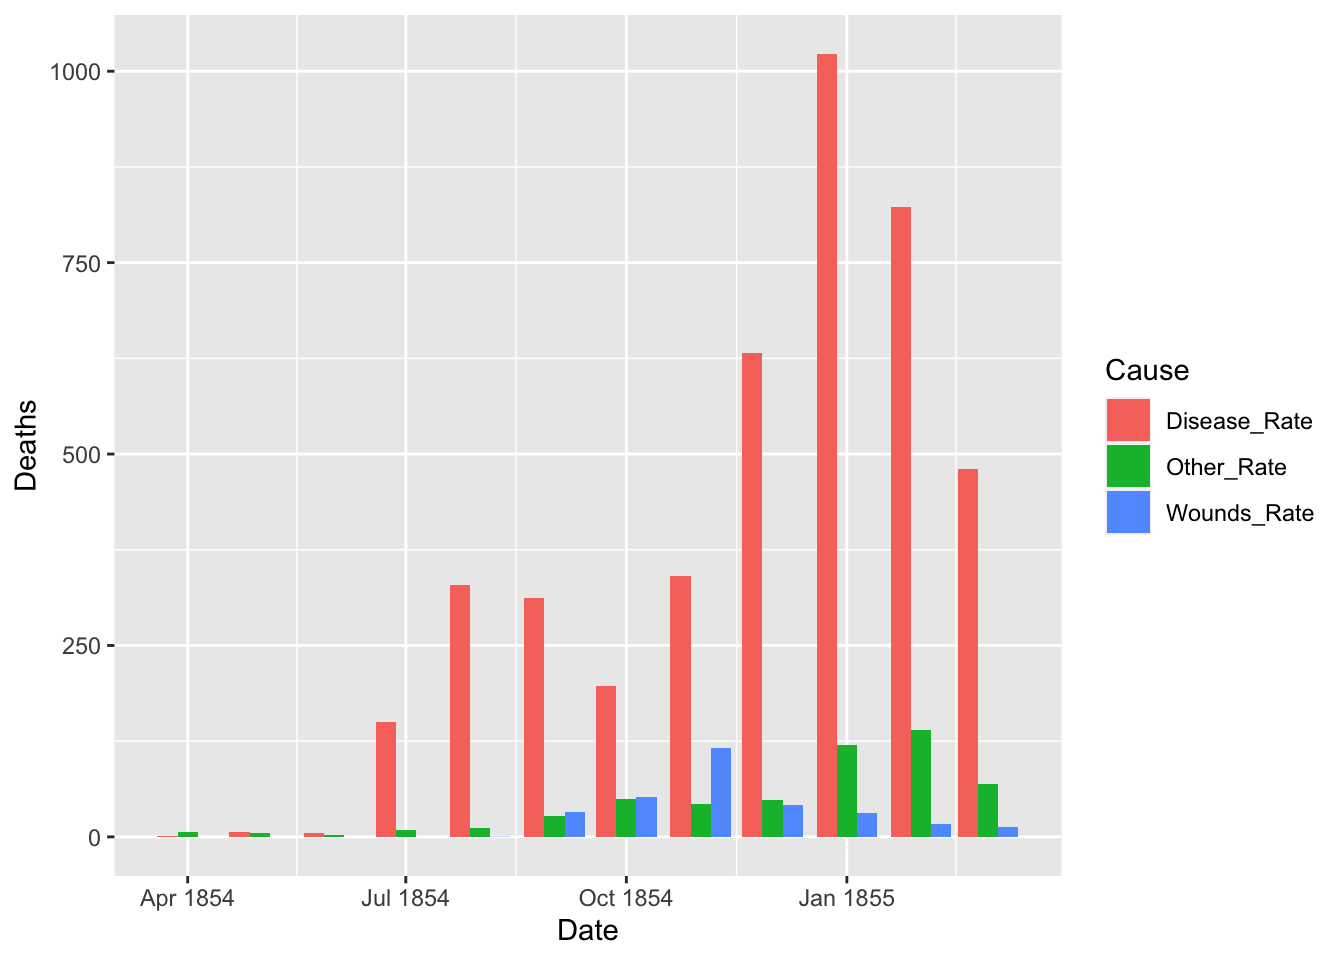 1000
750
500
250
0
Deaths
Apr 1854
Jul 1854
Oct 1854
Jan 1855
Date
Cause
Disease_Rate
Other_Rate
Wounds_Rate